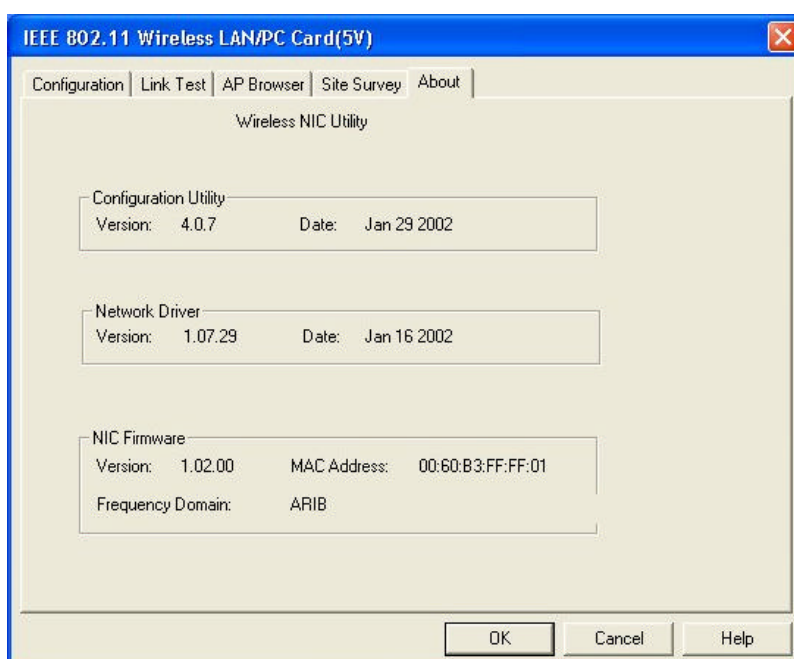 IEEE 802.11 Wireless LAN/PC Card(5V)
Configuration Link Test AP Browser Site Survey About
Wireless NIC Utility
Configuration Utility
Version: 4.0.7 Date: Jan 29 2002
Network Driver
Version: 1.07.29 Date: Jan 16 2002
NIC Firmware
Version: 1.02.00 MAC Address: 00:60:B3:FF:FF:01
Frequency Domain: ARIB
OK Cancel Help